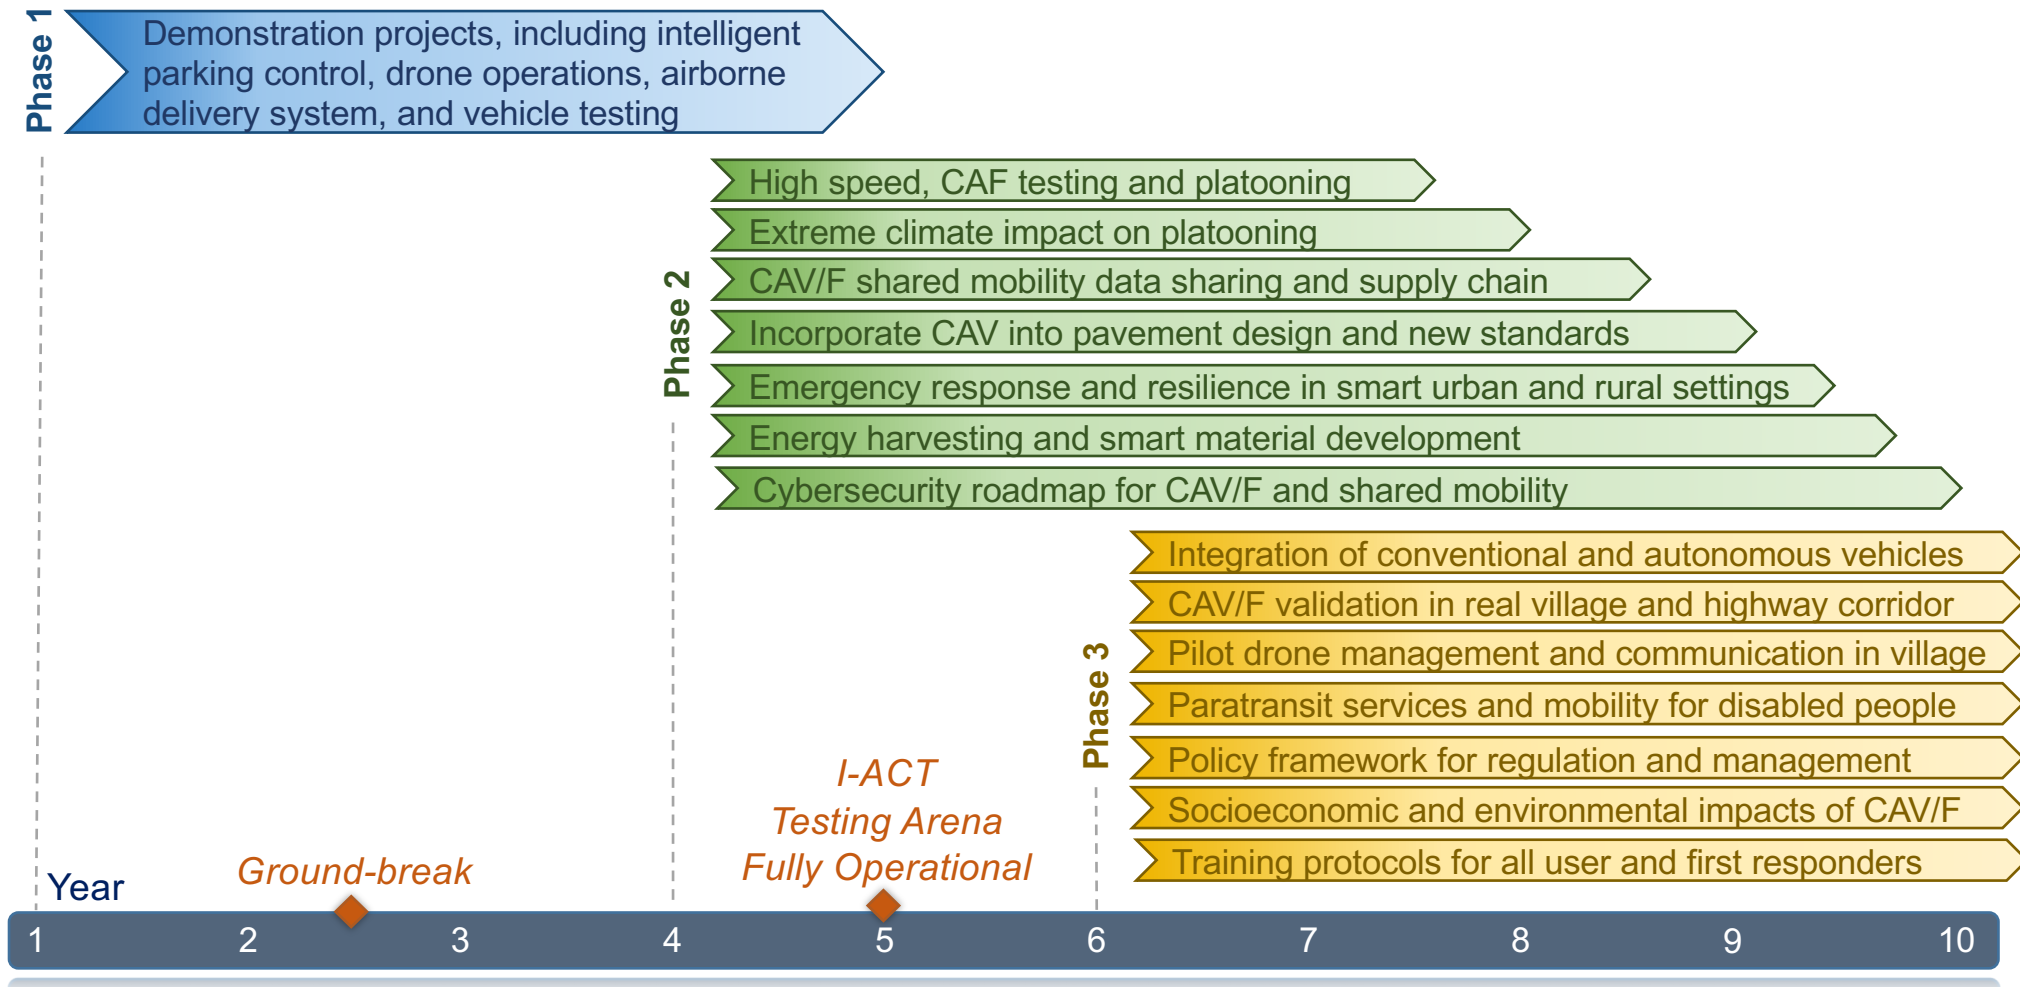 Phase 1
Demonstration projects, including intelligent
parking control, drone operations, airborne
delivery system, and vehicle testing
Phase 2
High speed, CAF testing and platooning
Extreme climate impact on platooning
CAV/F shared mobility data sharing and supply chain
Incorporate CAV into pavement design and new standards
Emergency response and resilience in smart urban and rural settings
Energy harvesting and smart material development
Cybersecurity roadmap for CAV/F and shared mobility
Phase 3
Integration of conventional and autonomous vehicles
CAV/F validation in real village and highway corridor
Pilot drone management and communication in village
Paratransit services and mobility for disabled people
Policy framework for regulation and management
Socioeconomic and environmental impacts of CAV/F
Training protocols for all user and first responders
I-ACT
Testing Arena
Fully Operational
Ground-break
Year
1 2 3 4 5 6 7 8 9 10